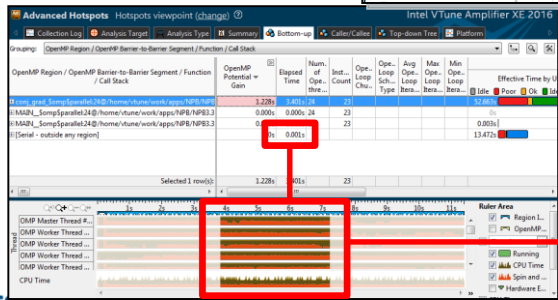 Advanced Hotspots Hotspots viewpoint (change)
Intel VTune Amplifier XE 2016
Collection Log Analysis Target Analysis Type Summary Bottom-up Caller/Callee Top-down Tree Platform
Grouping: OpenMP Region / OpenMP Barrier-to-Barrier Segment / Function / Call Stack
OpenMP Region / OpenMP Barrier-to-Barrier Segment / Function / Call Stack
OpenMP Potential Gain
Elapsed Time
Num. of Ope... thre...
Inst... Count
Ope... Loop Chu...
Ope... Loop Sch... Type
Avg Ope... Loop Itera...
Max Ope... Loop Itera...
Min Ope... Loop Itera...
Effective Time by U
Idle Poor Ok Ide
conj_grad_$omp$parallel:24@/home/vtune/work/apps/NPB/NPB 1.228s 3.401s 24 23 52.663s
MAIN__$omp$parallel:24@/home/vtune/work/apps/NPB/NPB3.3 0.000s 0.000s 24 23 0s
MAIN__$omp$parallel:24@/home/vtune/work/apps/NPB/NPB3.3 23 0.003s
[Serial - outside any region] 0s 0.001s 13.472s
Selected 1 row(s): 1.228s 3.401s 23
1s 2s 3s 4s 5s 6s 7s 8s 9s 10s 11s
Ruler Area
Region I...
OpenMP...
Thread
OMP Master Thread #...
OMP Worker Thread ...
OMP Worker Thread ...
OMP Worker Thread ...
OMP Worker Thread ...
CPU Time
Running
CPU Time
Spin and ...
Hardware E...